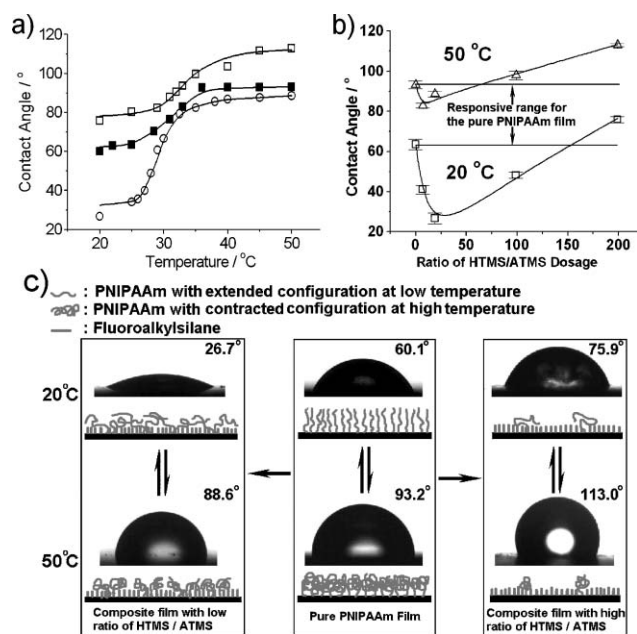 a)
Contact Angle / °
120
100
80
60
40
20
20
30
40
50
Temperature / °C
b)
Contact Angle / °
120
100
80
60
40
20
50 °C
Responsive range for
the pure PNIPAAm film
20 °C
0
50
100
150
200
Ratio of HTMS/ATMS Dosage
c)
: PNIPAAm with extended configuration at low temperature
: PNIPAAm with contracted configuration at high temperature
: Fluoroalkylsilane
20°C
26.7°
60.1°
75.9°
50°C
88.6°
93.2°
113.0°
Composite film with low
ratio of HTMS / ATMS
Pure PNIPAAm Film
Composite film with high
ratio of HTMS / ATMS